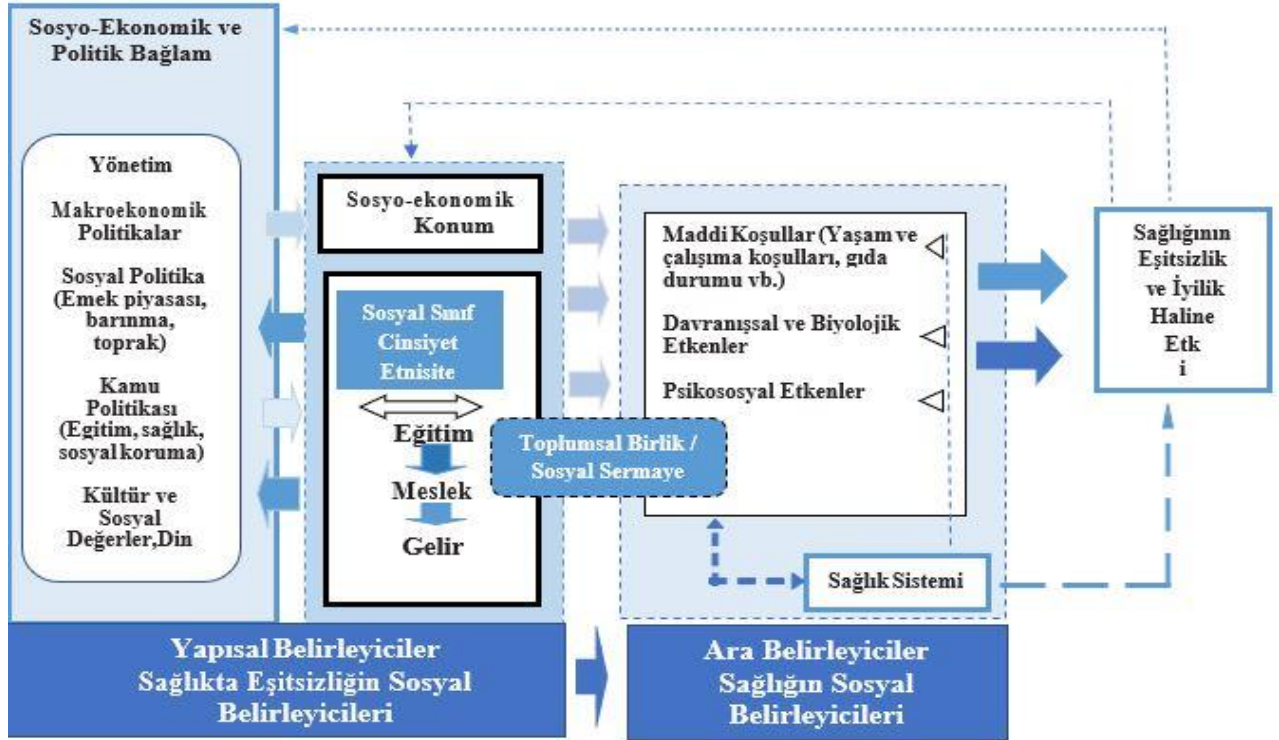 Sosyo-Ekonomik ve
Politik Bağlam
Yönetim
Makroekonomik
Politikalar
Sosyal Politika
(Emek piyasası,
barınma,
toprak)
Kamu
Politikası
(Egitim, sağlık,
sosyal koruma)
Kültür ve
Sosyal
Değerler,Din
Sosyo-ekonomik
Konum
Sosyal Sınıf
Cinsiyet
Etnisite
Eğitim
Meslek
Gelir
Toplumsal Birlik /
Sosyal Sermaye
Maddi Koşullar (Yaşam ve
çalışıma koşulları, gıda
durumu vb.)
Davranışsal ve Biyolojik
Etkenler
Psikososyal Etkenler
Sağlık Sistemi
Sağlığının
Eşitsizlik
ve İyilik
Haline
Etk
i
Yapısal Belirleyiciler
Sağlıkta Eşitsizliğin Sosyal
Belirleyicileri
Ara Belirleyiciler
Sağlığın Sosyal
Belirleyicileri